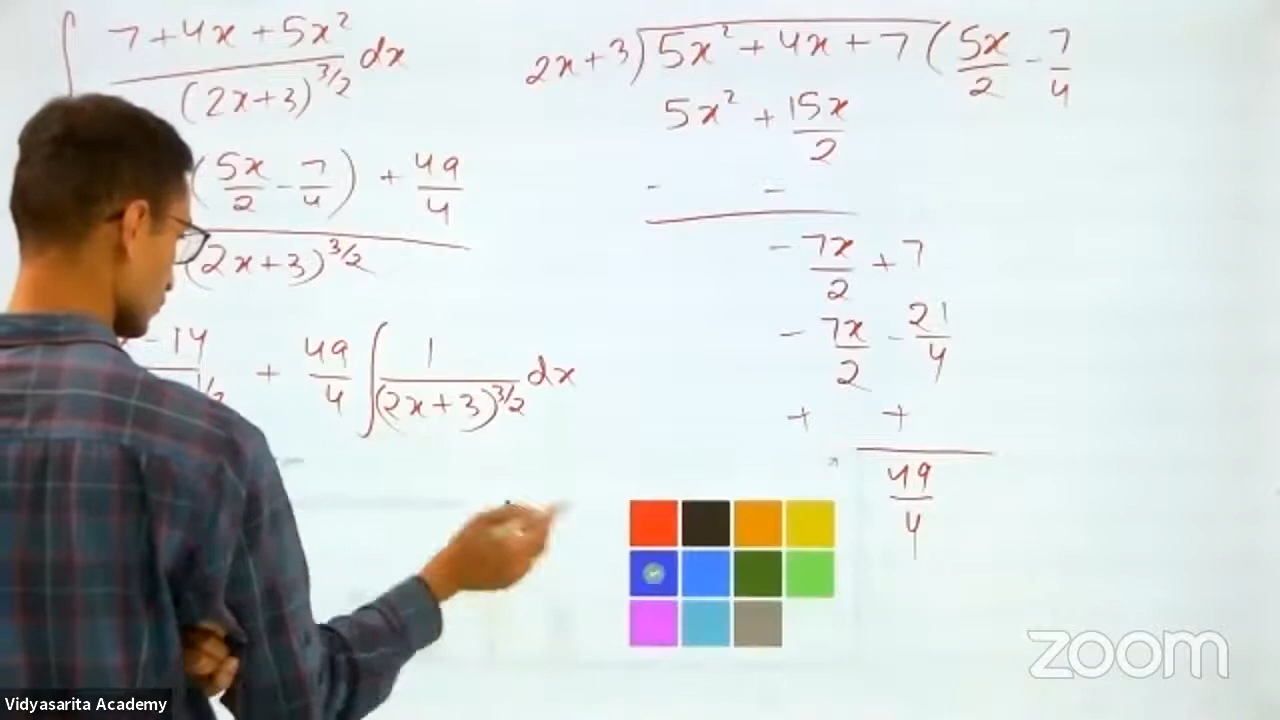 ∫ 7+4x+5x² / (2x+3)^3/2 dx
(5x/2 - 7/4) + 49/4
(2x+3)^3/2
-14 + 49/4 ∫ 1/(2x+3)^3/2 dx
2x+3)5x²+4x+7(5x/2 - 7/4
5x² + 15x/2
- -
-7x/2 + 7
-7x/2 - 21/4
+ +
49/4
zoom
Vidyasarita Academy